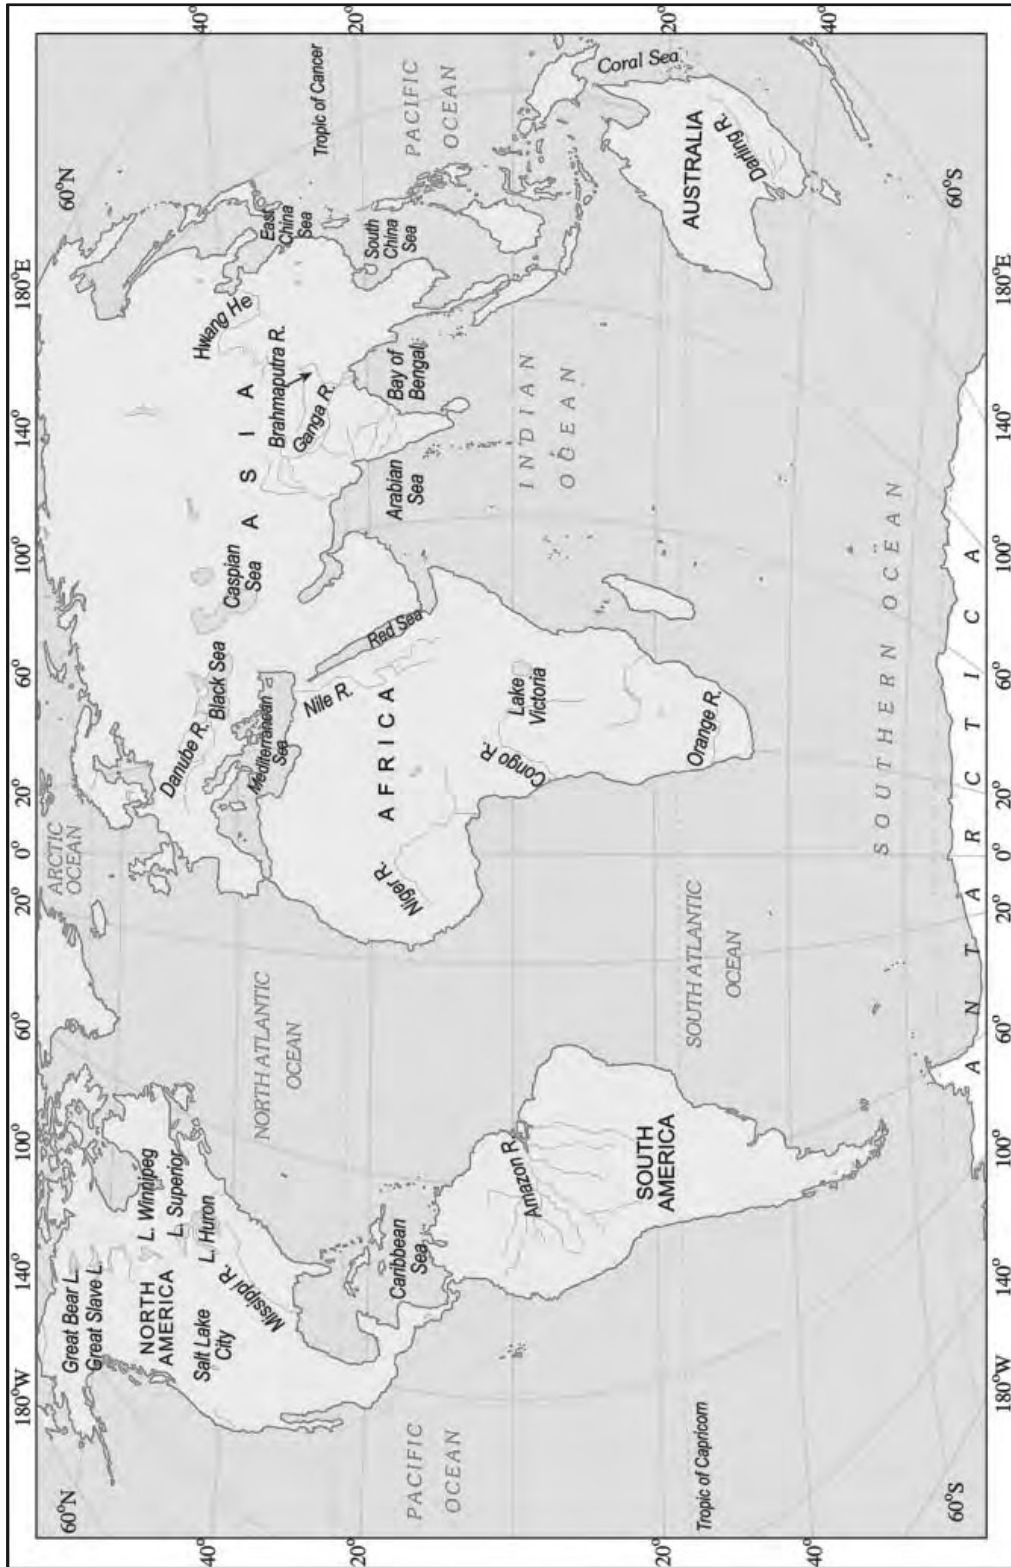 180°W
140°
100°
60°
20°
0°
20°
60°
100°
140°
180°E
60°N
ARCTIC
OCEAN
60°N
Great Bear L.
Great Slave L.
L. Winnipeg
NORTH
AMERICA
L. Superior
L. Huron
Salt Lake
City
Missippi R.
Danube R.
Black Sea
Caspian
Sea
Hwang He
40°
40°
A S I A
Mediterranean
Sea
Brahmaputra R.
Ganga R.
East
China
Sea
NORTH ATLANTIC
OCEAN
Nile R.
Red Sea
Tropic of Cancer
20°
20°
PACIFIC
OCEAN
Caribbean
Sea
AFRICA
Niger R.
Arabian
Sea
Bay of
Bengal
South
China
Sea
PACIFIC
OCEAN
0°
0°
Amazon R.
Congo R.
Lake
Victoria
INDIAN
OCEAN
SOUTH
AMERICA
Coral Sea
20°
20°
Tropic of Capricorn
SOUTH ATLANTIC
OCEAN
Orange R.
AUSTRALIA
Darling R.
40°
40°
SOUTHERN OCEAN
60°S
60°S
ANTARCTICA
180°W
140°
100°
60°
20°
0°
20°
60°
100°
140°
180°E